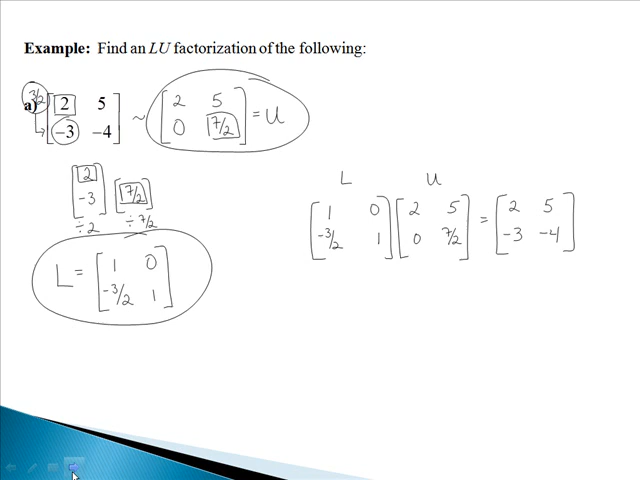 Example: Find an LU factorization of the following:
3/2
a) [2 5; -3 -4] ~ [2 5; 0 7/2] = U
[2; -3] [7/2]
÷2 ÷7/2
L = [1 0; -3/2 1]
L U
[1 0; -3/2 1] [2 5; 0 7/2] = [2 5; -3 -4]